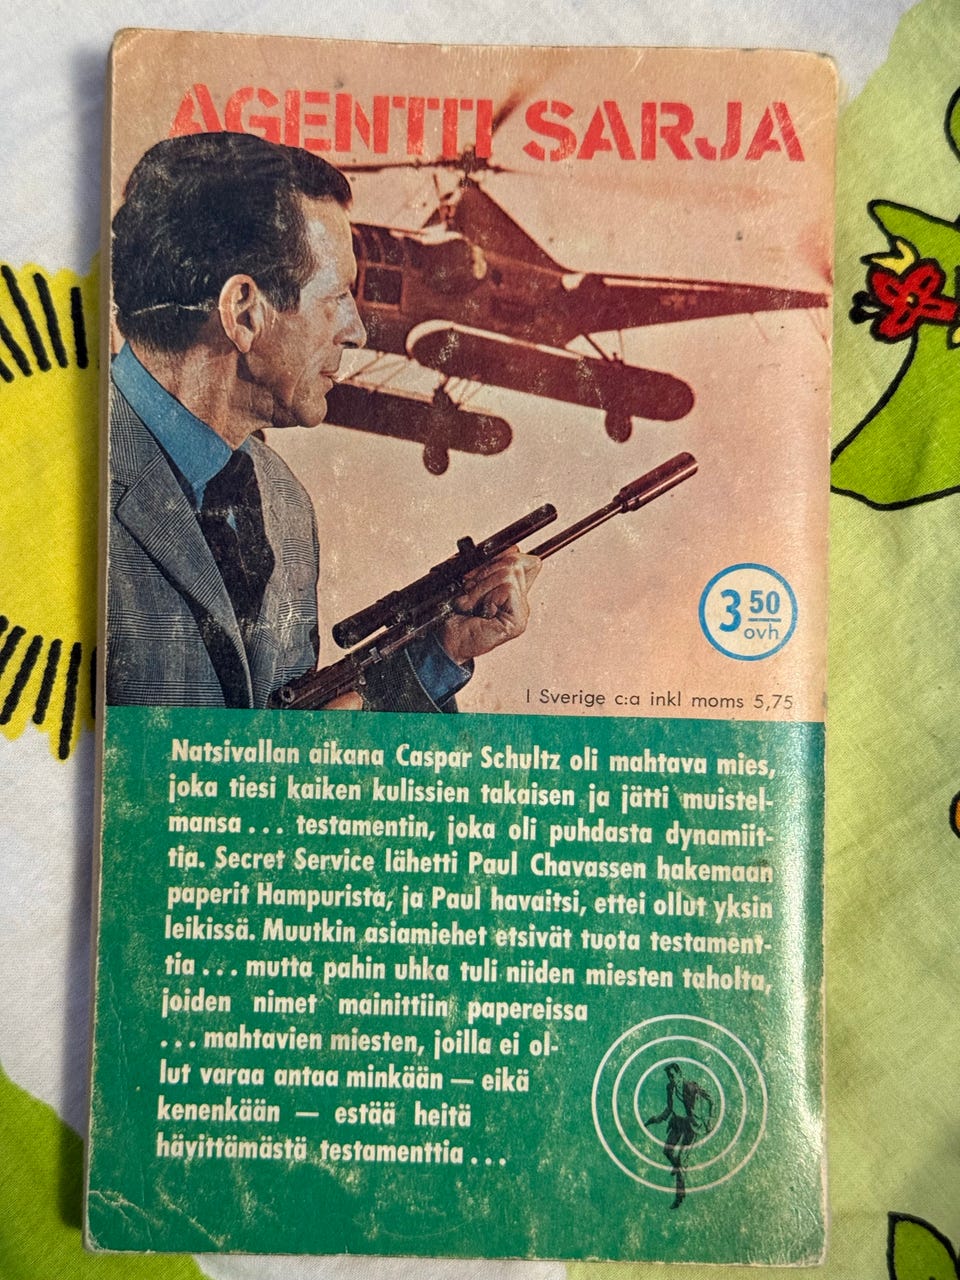 AGENTTI SARJA
3 50
ovh
I Sverige c:a inkl moms 5,75
Natsivallan aikana Caspar Schultz oli mahtava mies,
joka tiesi kaiken kulissien takaisen ja jätti muistel-
mansa ... testamentin, joka oli puhdasta dynamiit-
tia. Secret Service lähetti Paul Chavassen hakemaan
paperit Hampurista, ja Paul havaitsi, ettei ollut yksin
leikissä. Muutkin asiamiehet etsivät tuota testament-
tia ... mutta pahin uhka tuli niiden miesten taholta,
joiden nimet mainittiin papereissa
... mahtavien miesten, joilla ei ol-
lut varaa antaa minkään — eikä
kenenkään — estää heitä
häyittämästä testamenttia ...